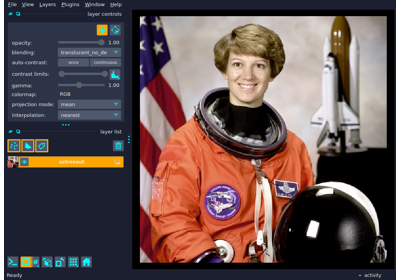 File View Layers Plugins Window Help
layer controls
opacity: 1.00
blending: translucent_no_de
auto-contrast: once continuous
contrast limits:
gamma: 1.00
colormap: RGB
projection mode: mean
interpolation: nearest
layer list
astronaut
Ready
activity